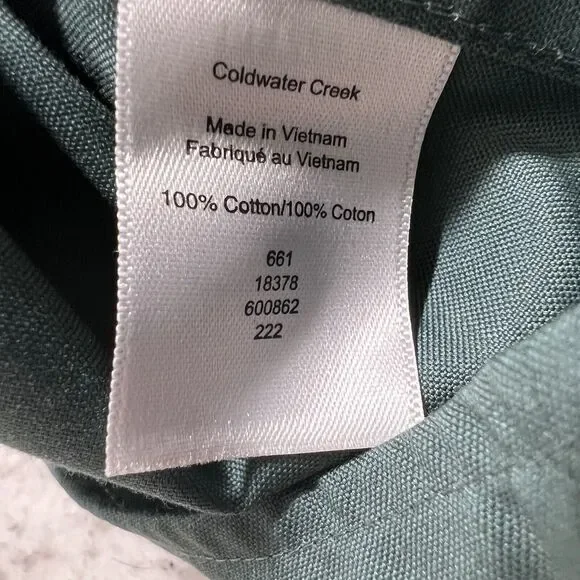 Coldwater Creek
Made in Vietnam
Fabriqué au Vietnam
100% Cotton/100% Coton
661
18378
600862
222